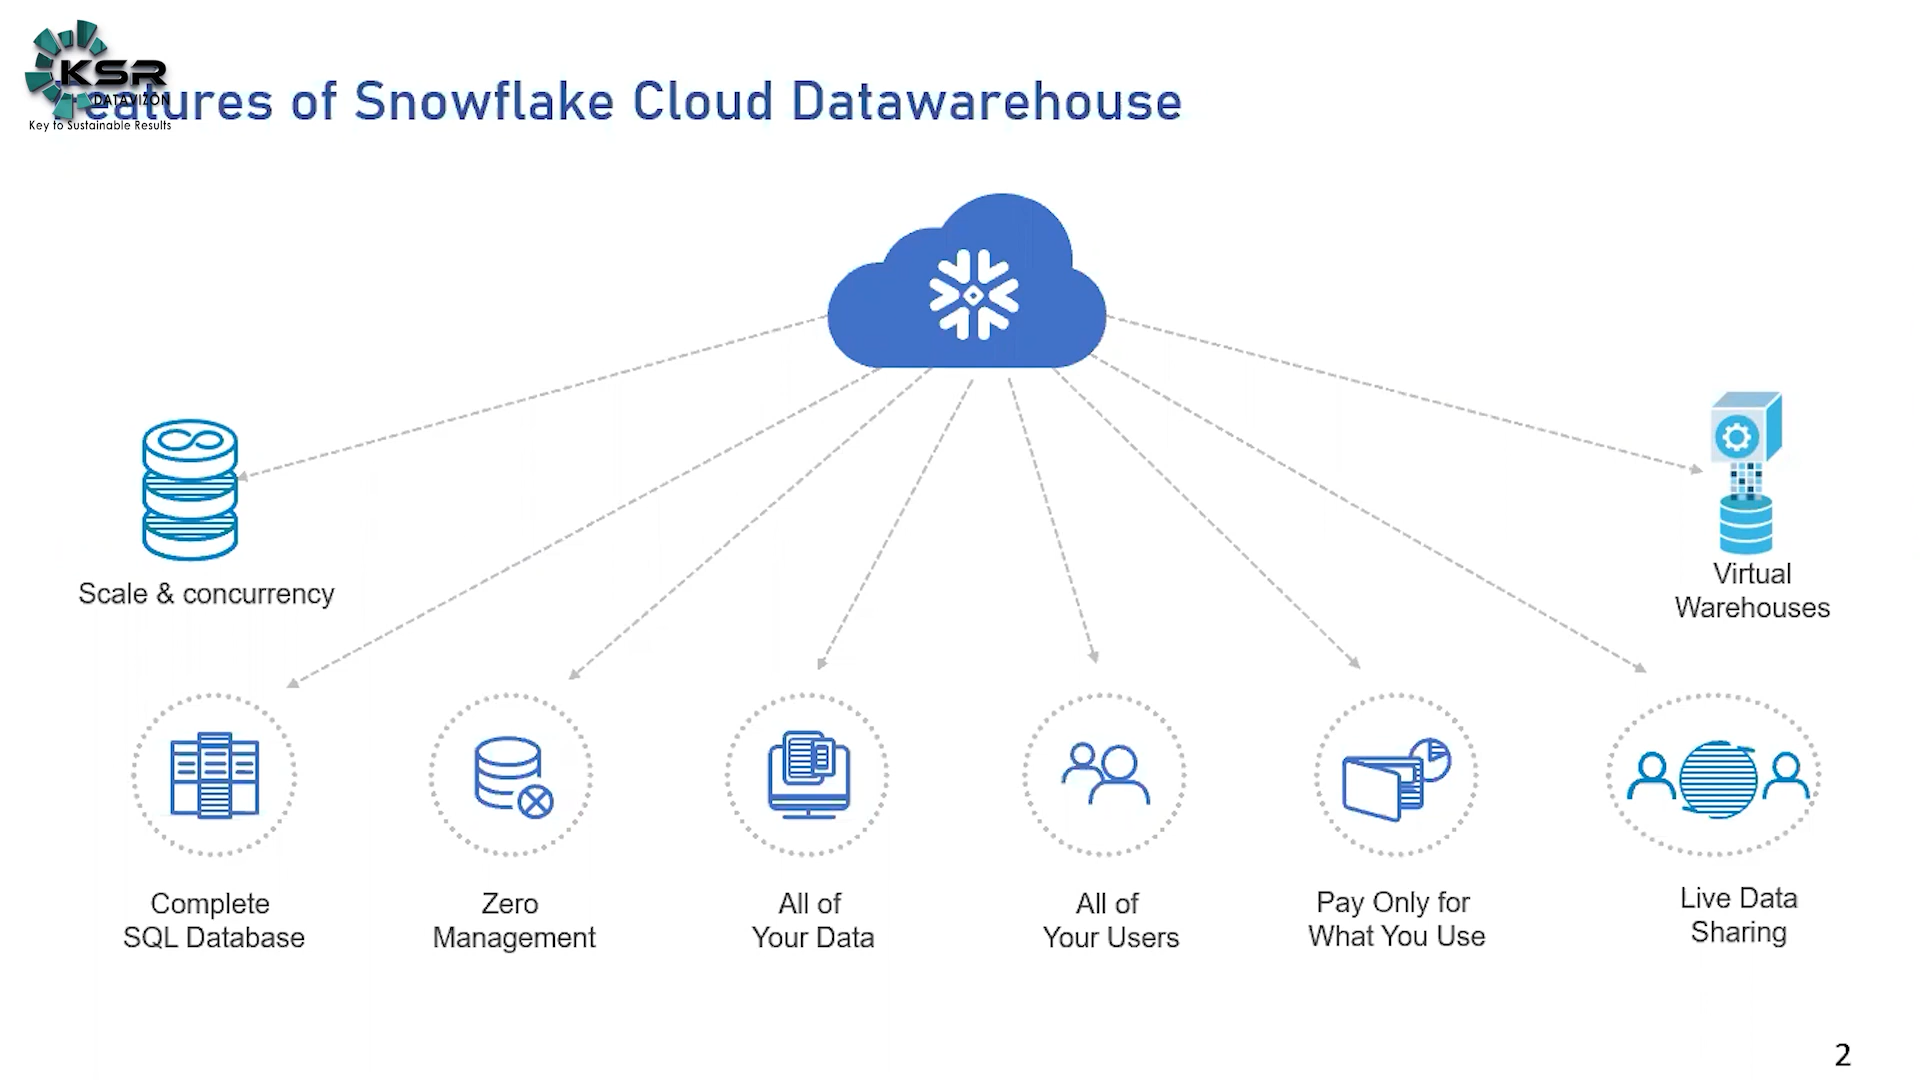 KSR
DATAVIZON
Key to Sustainable Results
eatures of Snowflake Cloud Datawarehouse
Scale & concurrency
Virtual
Warehouses
Complete
SQL Database
Zero
Management
All of
Your Data
All of
Your Users
Pay Only for
What You Use
Live Data
Sharing
2